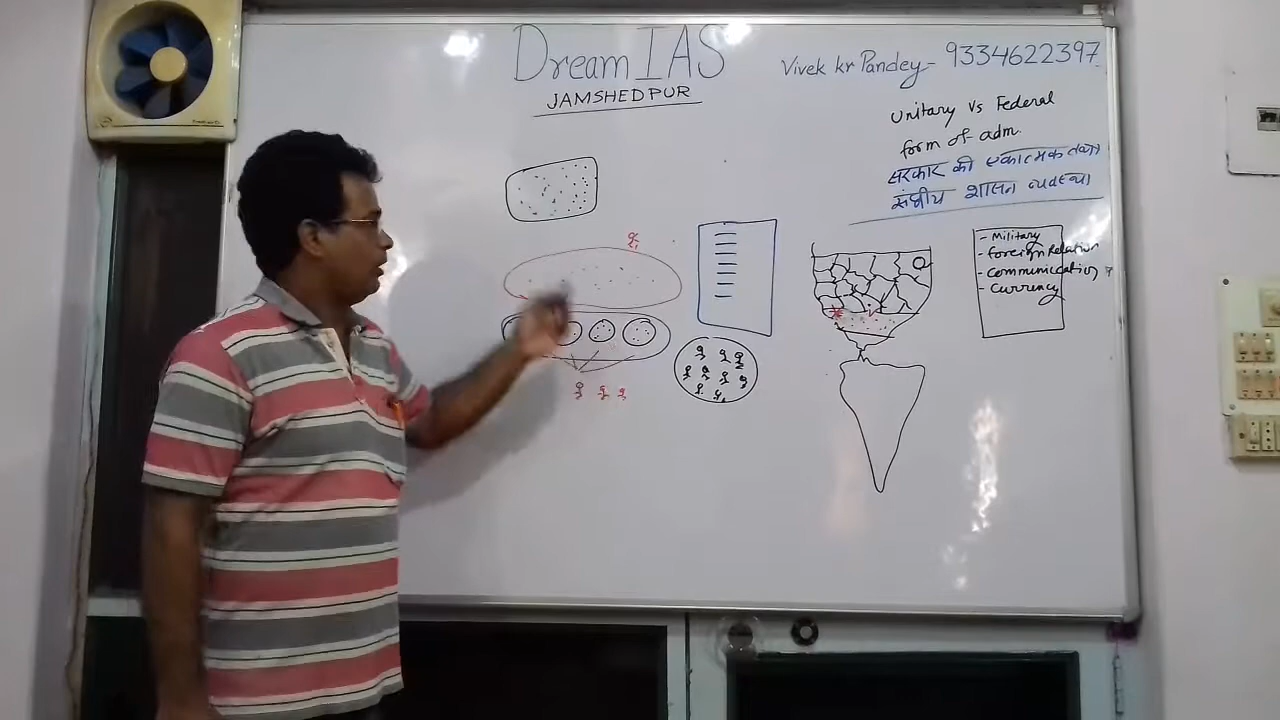 Dream IAS
JAMSHEDPUR
Vivek kr Pandey- 9334622397
Unitary Vs Federal
form of adm.
सरकार की एकात्मक तथा
संघीय शासन व्यवस्था
- Military
- foreign Relation
- Communiccation
- Currency